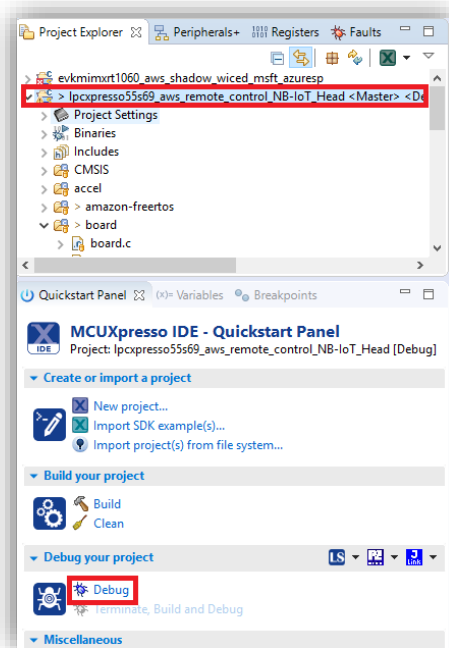 Project Explorer Peripherals+ Registers Faults
evkmimxrt1060_aws_shadow_wiced_msft_azuresp
> lpcxpresso55s69_aws_remote_control_NB-IoT_Head <Master> <De
Project Settings
Binaries
Includes
CMSIS
accel
> amazon-freertos
> board
board.c
Quickstart Panel (x)= Variables Breakpoints
IDE
MCUXpresso IDE - Quickstart Panel
Project: lpcxpresso55s69_aws_remote_control_NB-IoT_Head [Debug]
Create or import a project
New project...
Import SDK example(s)...
Import project(s) from file system...
Build your project
Build
Clean
Debug your project LS
Debug
Terminate, Build and Debug
Miscellaneous